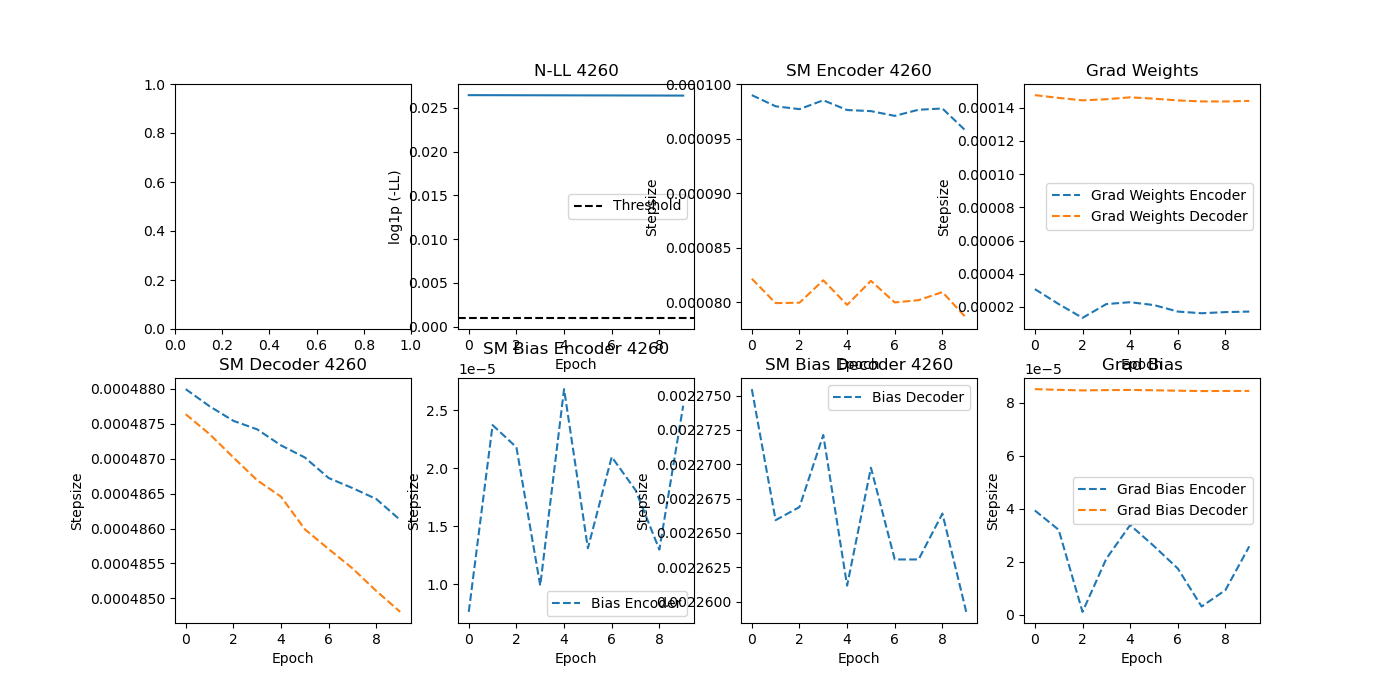 N-LL 4260
SM Encoder 4260
Grad Weights
1.0
0.8
0.6
0.4
0.2
0.0
0.0 0.2 0.4 0.6 0.8 1.0
log1p (-LL)
0.025
0.020
0.015
0.010
0.005
0.000
Threshold
0 2 4 6 8
Epoch
Stepsize
0.000100
0.000095
0.000090
0.000085
0.000080
0 2 4 6 8
Epoch
Stepsize
0.00014
0.00012
0.00010
0.00008
0.00006
0.00004
0.00002
Grad Weights Encoder
Grad Weights Decoder
0 2 4 6 8
Epoch
SM Decoder 4260
SM Bias Encoder 4260
SM Bias Decoder 4260
Grad Bias
Stepsize
0.0004880
0.0004875
0.0004870
0.0004865
0.0004860
0.0004855
0.0004850
0 2 4 6 8
Epoch
Stepsize
1e−5
2.5
2.0
1.5
1.0
Bias Encoder
0 2 4 6 8
Epoch
Stepsize
0.0022750
0.0022725
0.0022700
0.0022675
0.0022650
0.0022625
0.0022600
Bias Decoder
0 2 4 6 8
Epoch
Stepsize
1e−5
8
6
4
2
0
Grad Bias Encoder
Grad Bias Decoder
0 2 4 6 8
Epoch